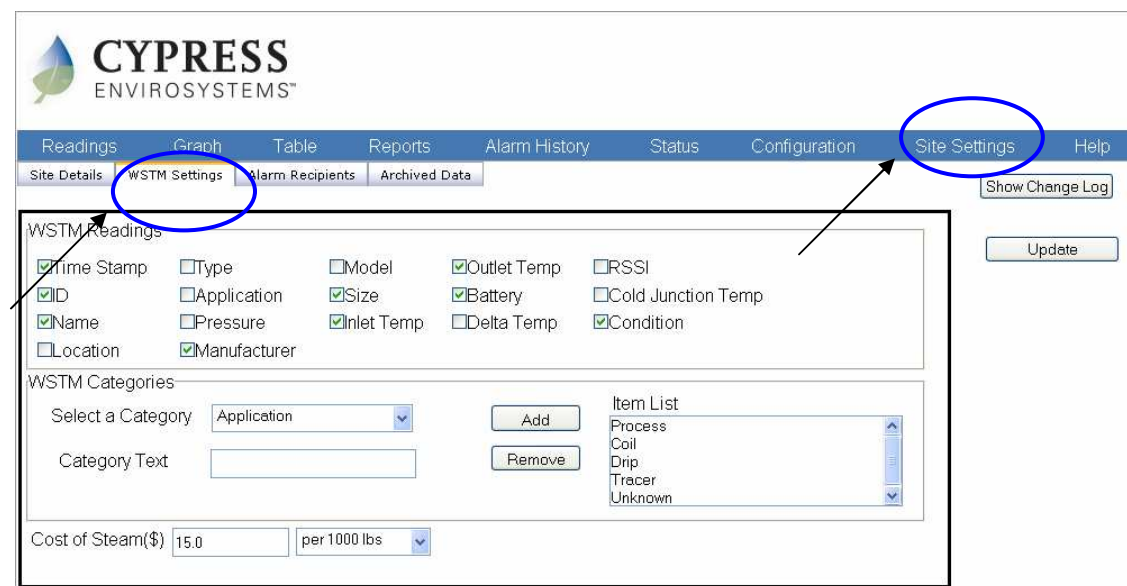 CYPRESS
ENVIROSYSTEMS™
Readings Graph Table Reports Alarm History Status Configuration Site Settings Help
Site Details WSTM Settings Alarm Recipients Archived Data
Show Change Log
Update
WSTM Readings
Time Stamp Type Model Outlet Temp RSSI
ID Application Size Battery Cold Junction Temp
Name Pressure Inlet Temp Delta Temp Condition
Location Manufacturer
WSTM Categories
Select a Category Application Add Item List
Process
Coil
Category Text Remove Drip
Tracer
Unknown
Cost of Steam($) 15.0 per 1000 lbs